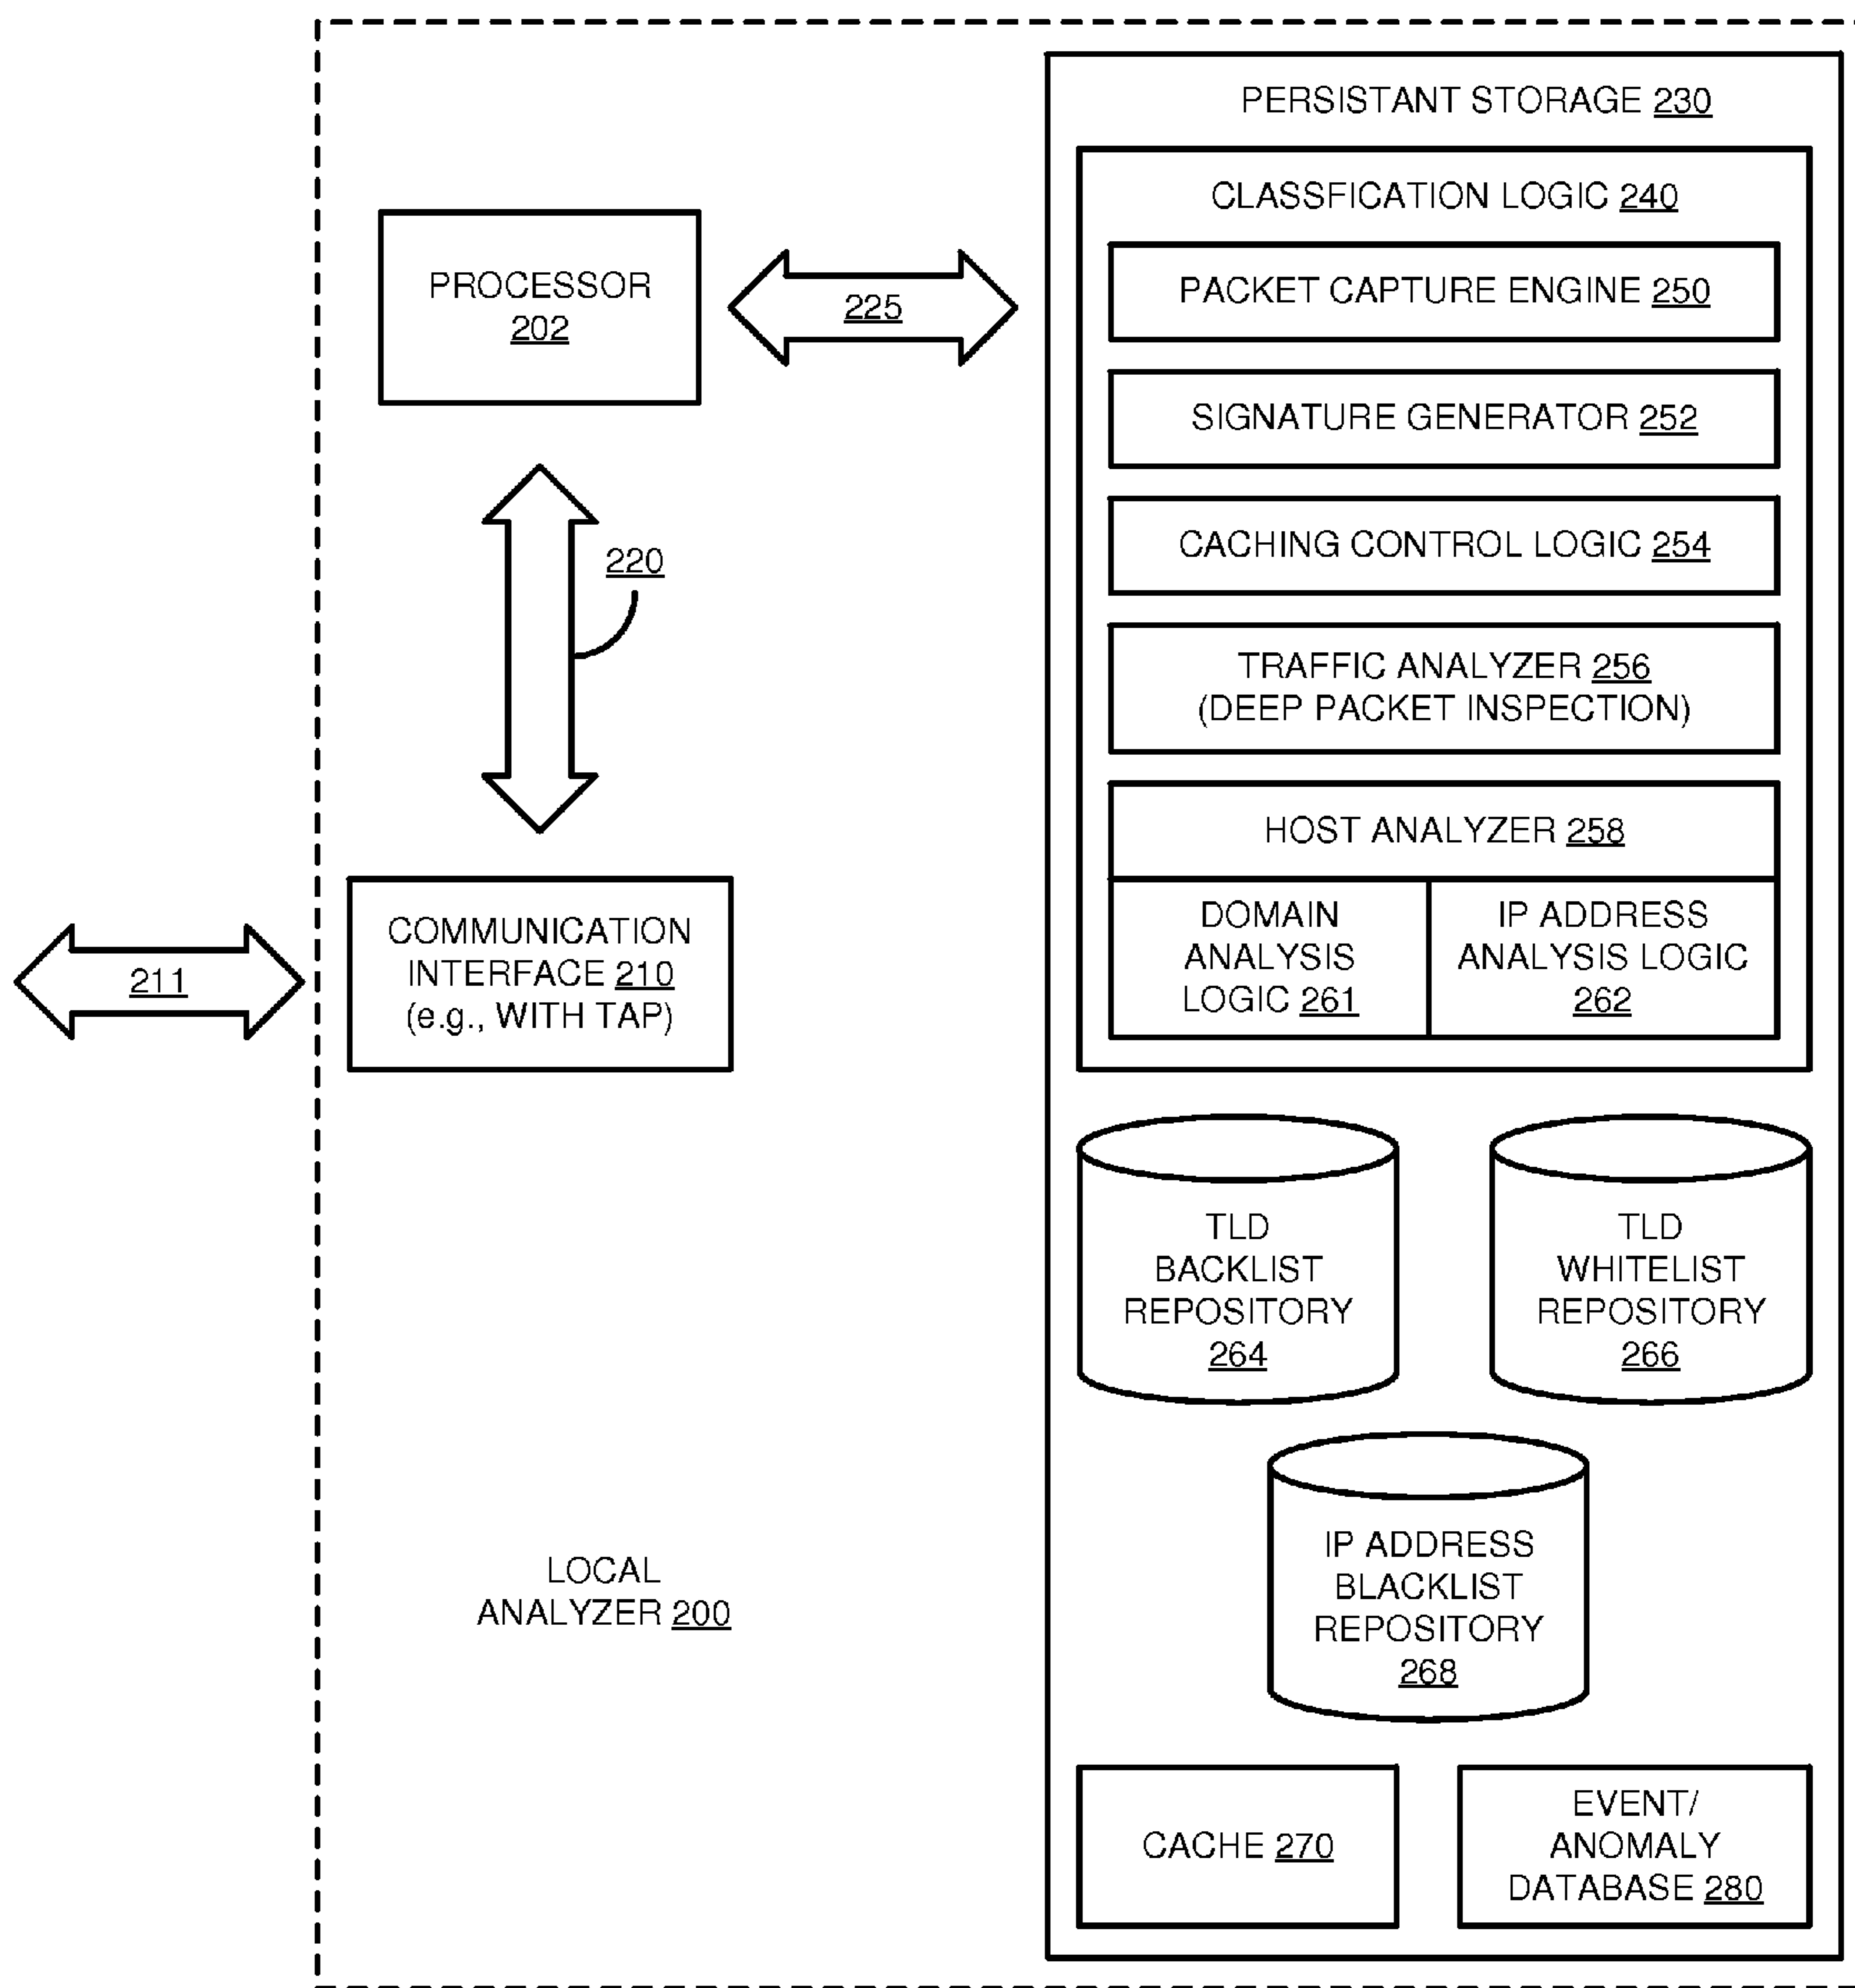 PERSISTANT STORAGE 230
CLASSFICATION LOGIC 240
PROCESSOR
202
225
PACKET CAPTURE ENGINE 250
SIGNATURE GENERATOR 252
CACHING CONTROL LOGIC 254
220
TRAFFIC ANALYZER 256
(DEEP PACKET INSPECTION)
HOST ANALYZER 258
DOMAIN
ANALYSIS
LOGIC 261
IP ADDRESS
ANALYSIS LOGIC
262
COMMUNICATION
INTERFACE 210
(e.g., WITH TAP)
211
TLD
BACKLIST
REPOSITORY
264
TLD
WHITELIST
REPOSITORY
266
IP ADDRESS
BLACKLIST
REPOSITORY
268
LOCAL
ANALYZER 200
CACHE 270
EVENT/
ANOMALY
DATABASE 280